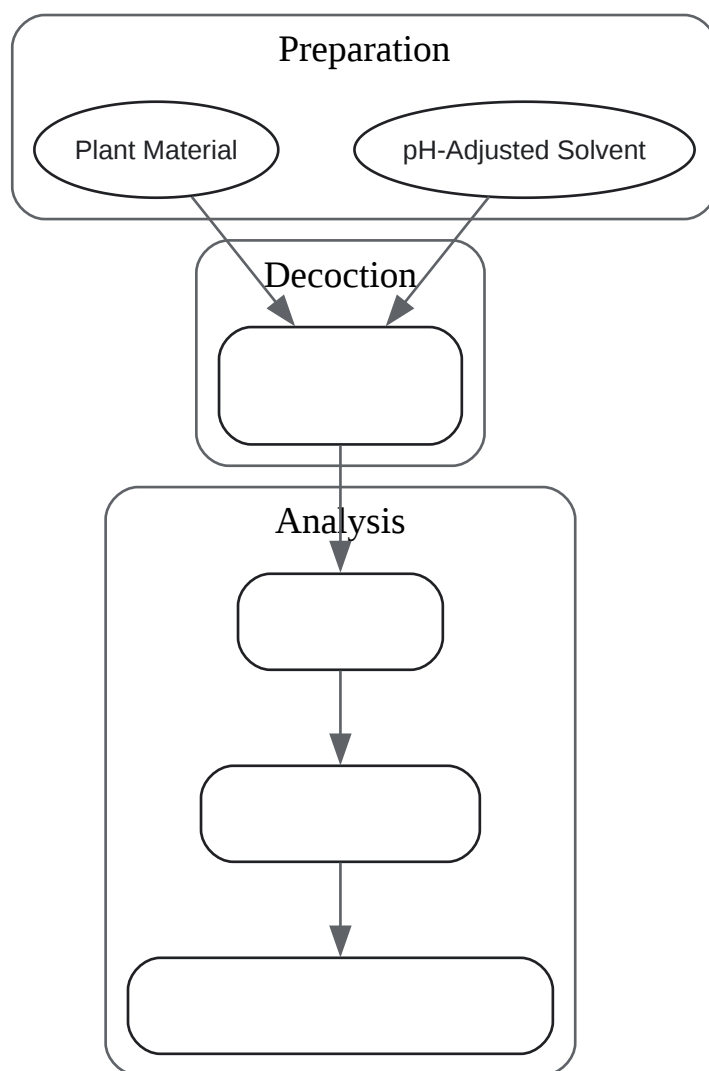 Preparation
Plant Material
pH-Adjusted Solvent
Decoction
Analysis